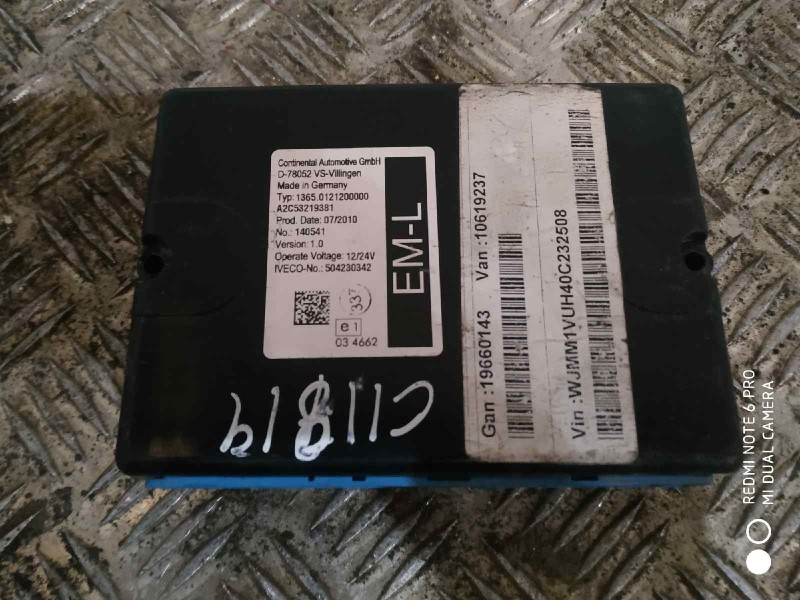 Continental Automotive GmbH
D-78052 VS-Villingen
Made in Germany
Typ: 1365.0121200000
A2C53219381
Prod. Date: 07/2010
No.: 140541
Version: 1.0
Operate Voltage: 12/24V
IVECO-No.: 504230342
337
e1
03 4662
EM-L
Gan :19660143 Van :10619237
Vin :WJMM1VUH40C232508
C11819
REDMI NOTE 6 PRO
MI DUAL CAMERA